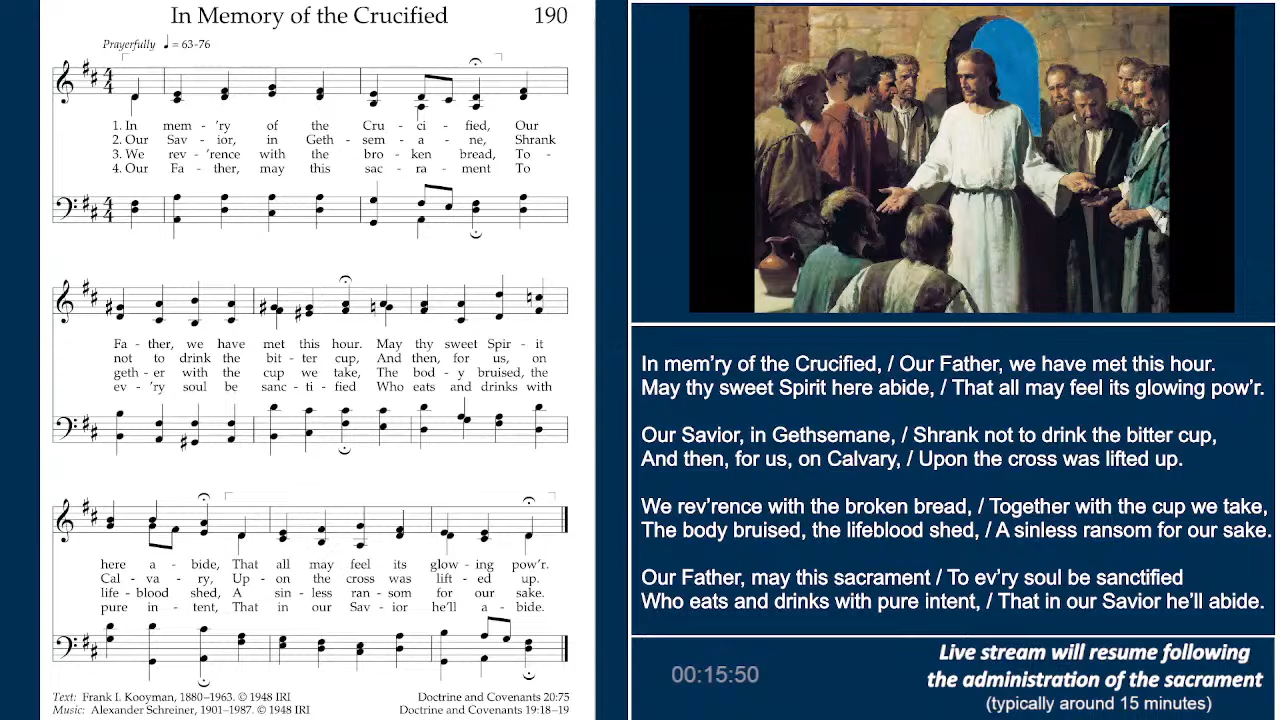 In Memory of the Crucified 190
Prayerfully ♩ = 63-76
1. In mem - 'ry of the Cru - ci - fied, Our
2. Our Sav - ior, in Geth - sem - a - ne, Shrank
3. We rev - 'rence with the bro - ken bread, To -
4. Our Fa - ther, may this sac - ra - ment To
Fa - ther, we have met this hour. May thy sweet Spir - it
not to drink the bit - ter cup, And then, for us, on
geth - er with the cup we take, The bod - y bruised, the
ev - 'ry soul be sanc - ti - fied Who eats and drinks with
here a - bide, That all may feel its glow - ing pow'r.
Cal - va - ry, Up - on the cross was lift - ed up.
life - blood shed, A sin - less ran - som for our sake.
pure in - tent, That in our Sav - ior he'll a - bide.
Text: Frank I. Kooyman, 1880–1963. © 1948 IRI
Music: Alexander Schreiner, 1901–1987. © 1948 IRI
Doctrine and Covenants 20:75
Doctrine and Covenants 19:18–19
In mem’ry of the Crucified, / Our Father, we have met this hour.
May thy sweet Spirit here abide, / That all may feel its glowing pow’r.
Our Savior, in Gethsemane, / Shrank not to drink the bitter cup,
And then, for us, on Calvary, / Upon the cross was lifted up.
We rev’rence with the broken bread, / Together with the cup we take,
The body bruised, the lifeblood shed, / A sinless ransom for our sake.
Our Father, may this sacrament / To ev’ry soul be sanctified
Who eats and drinks with pure intent, / That in our Savior he’ll abide.
00:15:50
Live stream will resume following
the administration of the sacrament
(typically around 15 minutes)